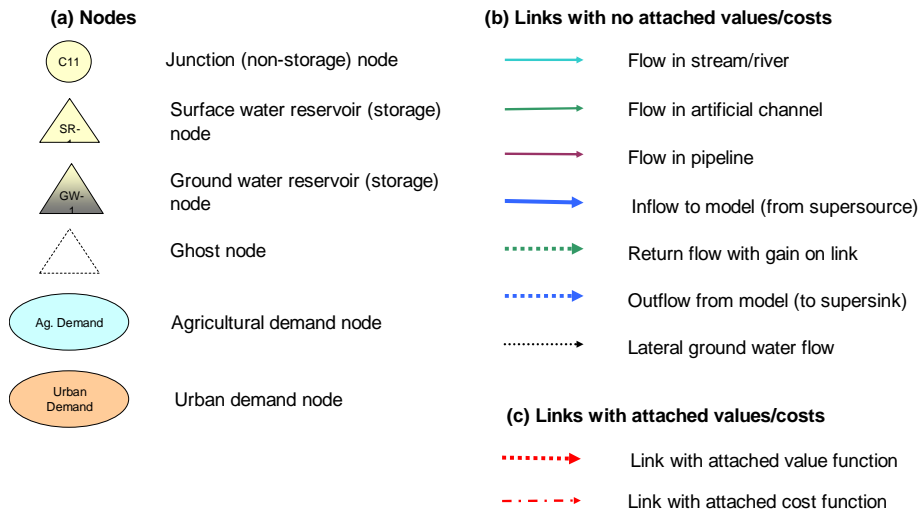 (a) Nodes
C11
Junction (non-storage) node
SR-
1
Surface water reservoir (storage)
node
GW-
1
Ground water reservoir (storage)
node
Ghost node
Ag. Demand
Agricultural demand node
Urban
Demand
Urban demand node
(b) Links with no attached values/costs
Flow in stream/river
Flow in artificial channel
Flow in pipeline
Inflow to model (from supersource)
Return flow with gain on link
Outflow from model (to supersink)
Lateral ground water flow
(c) Links with attached values/costs
Link with attached value function
Link with attached cost function